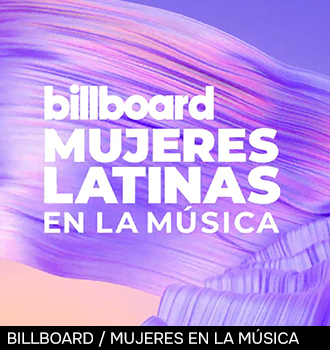 billboard
MUJERES
LATINAS
EN LA MÚSICA
BILLBOARD / MUJERES EN LA MÚSICA